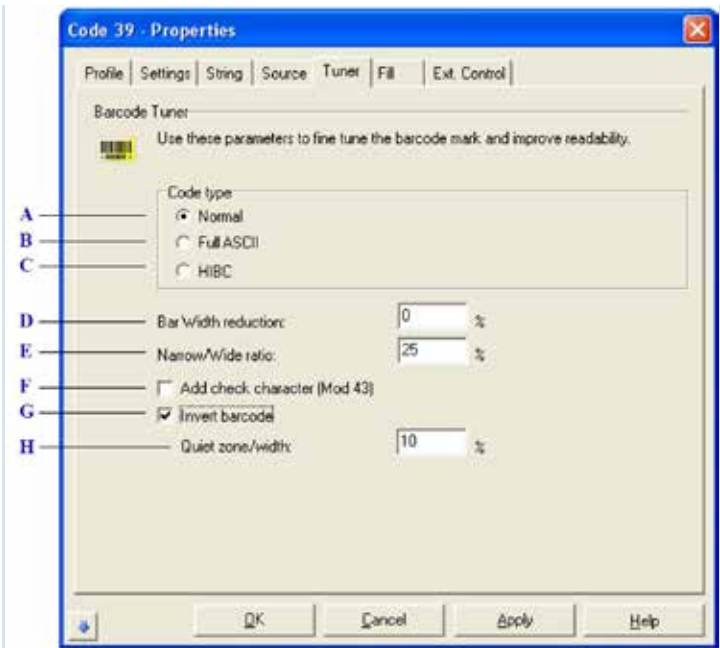 Code 39 - Properties
Profile Settings String Source Tuner Fill Ext. Control
Barcode Tuner
Use these parameters to fine tune the barcode mark and improve readability.
Code type
A Normal
B Full ASCII
C HIBC
D Bar Width reduction: 0 %
E Narrow/Wide ratio: 25 %
F Add check character (Mod 43)
G Invert barcode
H Quiet zone/width: 10 %
OK Cancel Apply Help